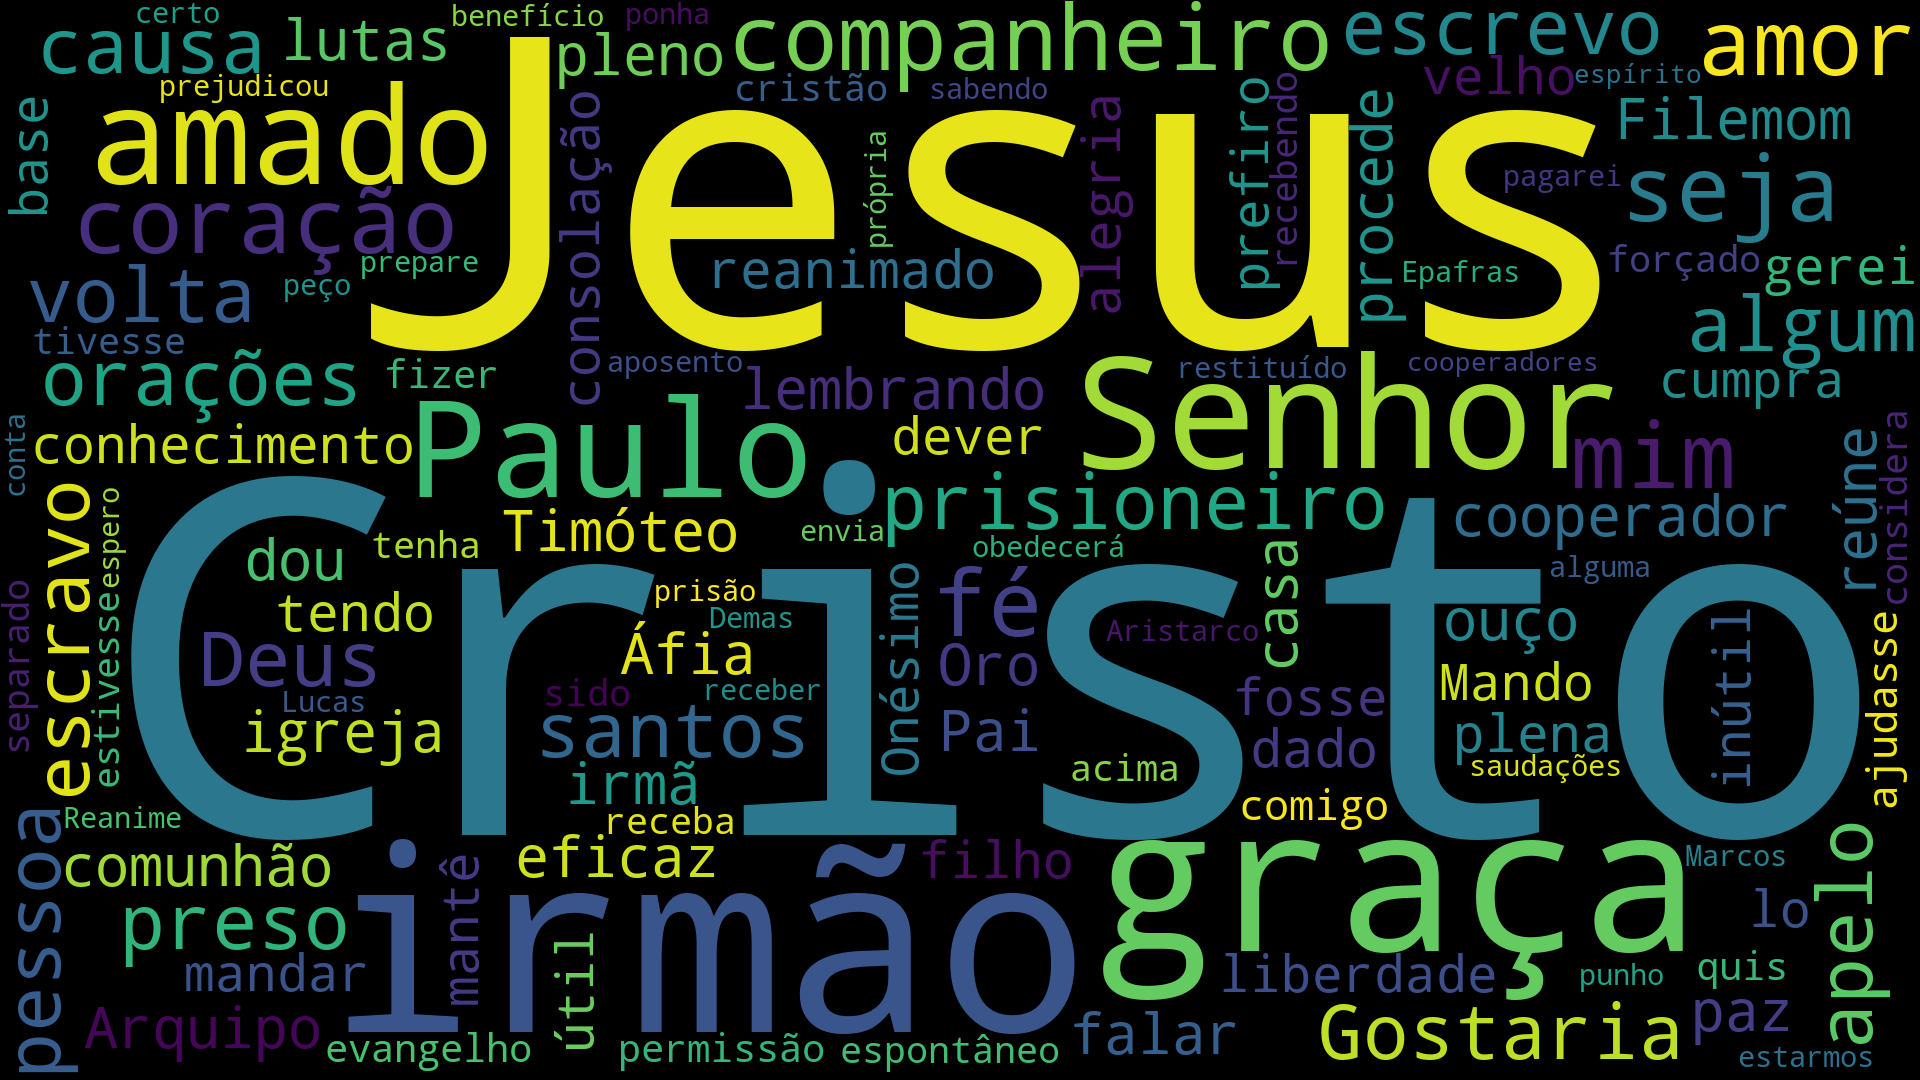 certo
benefício
ponha
causa
lutas
pleno
companheiro
escrevo
amor
prejudicou
cristão
sabendo
velho
espírito
base
amado
Jesus
consolação
própria
alegria
prefiro
recebendo
procede
Filemom
coração
pagarei
seja
volta
peço
prepare
reanimado
Epafras
forçado
gerei
tivesse
orações
fizer
aposento
lembrando
restituído
cooperadores
algum
cumpra
conta
conhecimento
Paulo
dever
Senhor
mim
reúne
considera
escravo
espero
estivesse
tenha
Timóteo
envia
prisioneiro
obedecerá
cooperador
alguma
separado
dou
tendo
Cristo
prisão
Demas
Onésimo
fé
Aristarco
casa
ouço
inútil
ajudasse
Deus
Áfia
Oro
Lucas
sido
receber
fosse
Mando
igreja
santos
Pai
dado
plena
irmã
acima
saudações
pessoa
Reanime
receba
comigo
comunhão
mantê
eficaz
filho
graça
Marcos
apelo
preso
irmão
útil
lo
mandar
liberdade
punho
quis
Arquipo
evangelho
permissão
espontâneo
falar
Gostaria
paz
estarmos